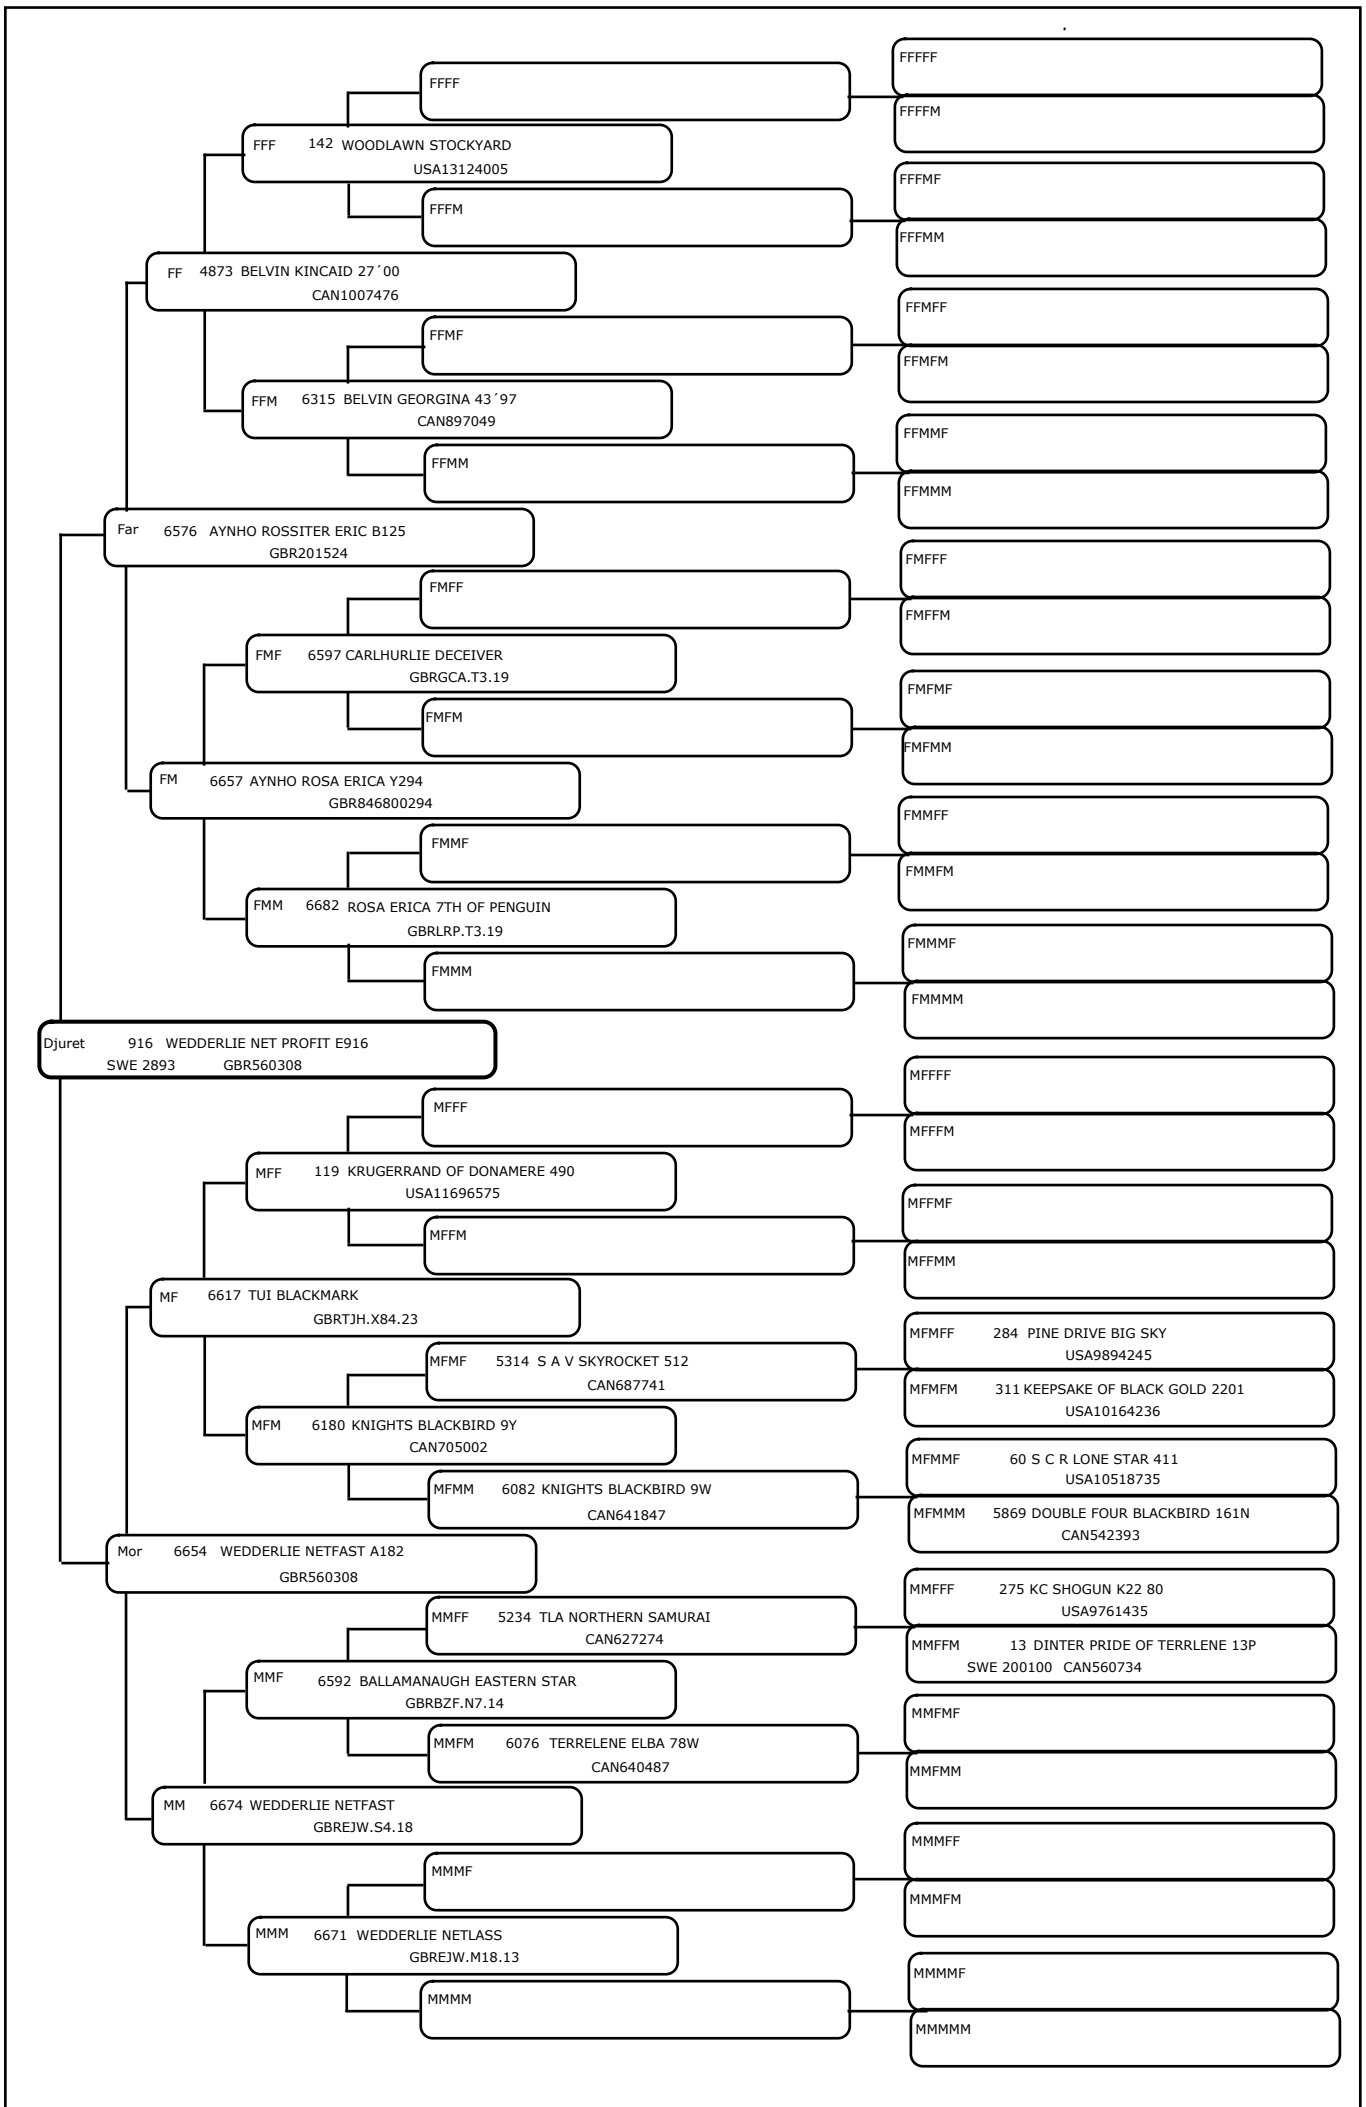 FFFFF
FFFF
FFFFM
FFF 142 WOODLAWN STOCKYARD
USA13124005
FFFMF
FFFM
FFFMM
FF 4873 BELVIN KINCAID 27´00
CAN1007476
FFMFF
FFMF
FFMFM
FFM 6315 BELVIN GEORGINA 43´97
CAN897049
FFMMF
FFMM
FFMMM
Far 6576 AYNHO ROSSITER ERIC B125
GBR201524
FMFFF
FMFF
FMFFM
FMF 6597 CARLHURLIE DECEIVER
GBRGCA.T3.19
FMFMF
FMFM
FMFMM
FM 6657 AYNHO ROSA ERICA Y294
GBR846800294
FMMFF
FMMF
FMMFM
FMM 6682 ROSA ERICA 7TH OF PENGUIN
GBRLRP.T3.19
FMMMF
FMMM
FMMMM
Djuret 916 WEDDERLIE NET PROFIT E916
SWE 2893 GBR560308
MFFFF
MFFF
MFFFM
MFF 119 KRUGERRAND OF DONAMERE 490
USA11696575
MFFMF
MFFM
MFFMM
MF 6617 TUI BLACKMARK
GBRTJH.X84.23
MFMFF 284 PINE DRIVE BIG SKY
USA9894245
MFMF 5314 S A V SKYROCKET 512
CAN687741
MFMFM 311 KEEPSAKE OF BLACK GOLD 2201
USA10164236
MFM 6180 KNIGHTS BLACKBIRD 9Y
CAN705002
MFMMF 60 S C R LONE STAR 411
USA10518735
MFMM 6082 KNIGHTS BLACKBIRD 9W
CAN641847
MFMMM 5869 DOUBLE FOUR BLACKBIRD 161N
CAN542393
Mor 6654 WEDDERLIE NETFAST A182
GBR560308
MMFFF 275 KC SHOGUN K22 80
USA9761435
MMFF 5234 TLA NORTHERN SAMURAI
CAN627274
MMFFM 13 DINTER PRIDE OF TERRLENE 13P
SWE 200100 CAN560734
MMF 6592 BALLAMANAUGH EASTERN STAR
GBRBZF.N7.14
MMFMF
MMFM 6076 TERRELENE ELBA 78W
CAN640487
MMFMM
MM 6674 WEDDERLIE NETFAST
GBREJW.S4.18
MMMFF
MMMF
MMMFM
MMM 6671 WEDDERLIE NETLASS
GBREJW.M18.13
MMMMF
MMMM
MMMMM